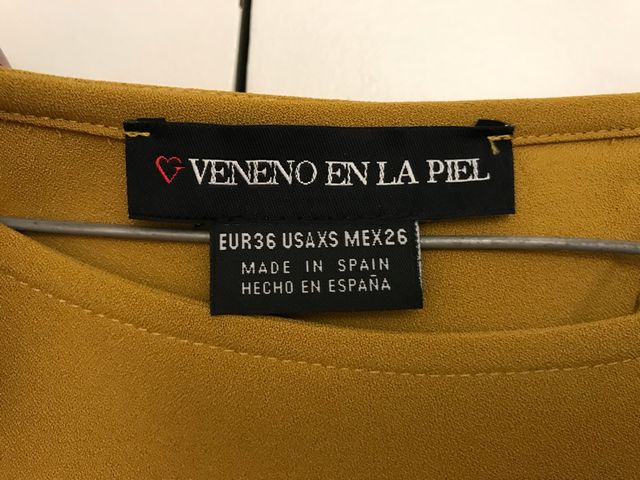 VENENO EN LA PIEL
EUR36 USAXS MEX26
MADE IN SPAIN
HECHO EN ESPAÑA